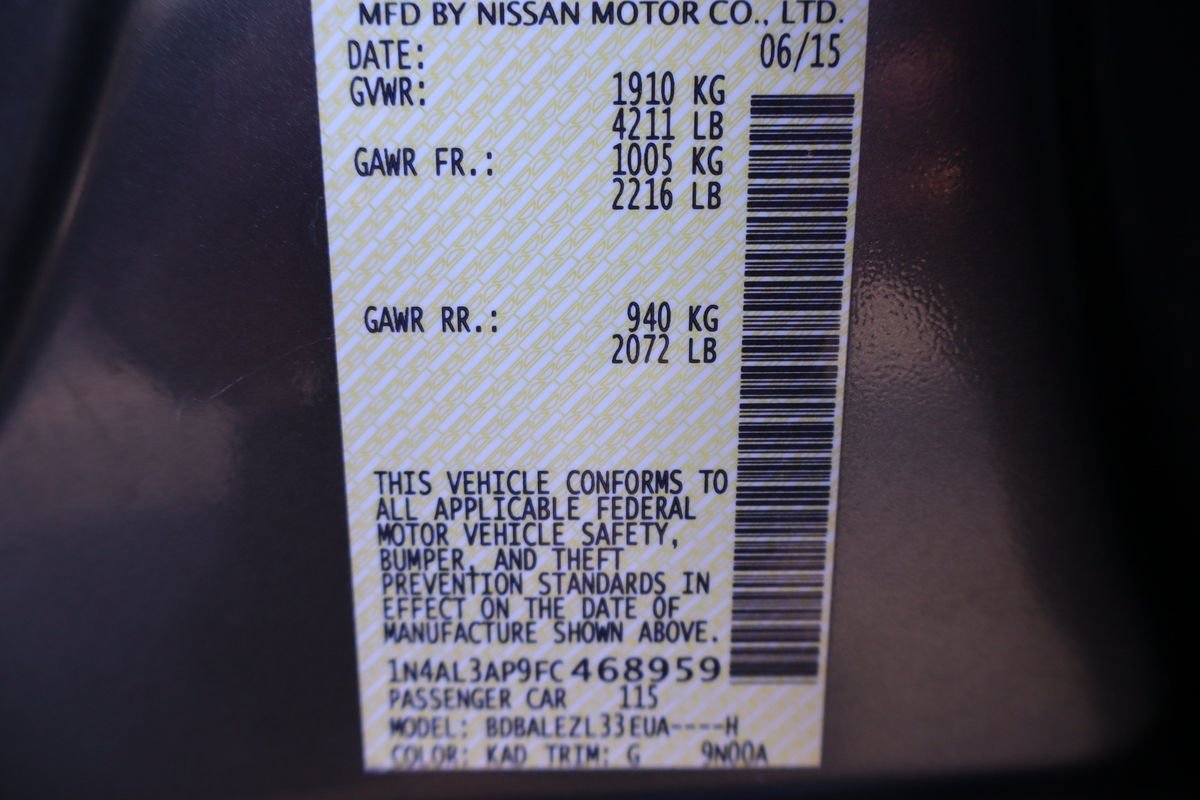 MFD BY NISSAN MOTOR CO., LTD.
DATE: 06/15
GVWR: 1910 KG
4211 LB
GAWR FR.: 1005 KG
2216 LB
GAWR RR.: 940 KG
2072 LB
THIS VEHICLE CONFORMS TO
ALL APPLICABLE FEDERAL
MOTOR VEHICLE SAFETY,
BUMPER, AND THEFT
PREVENTION STANDARDS IN
EFFECT ON THE DATE OF
MANUFACTURE SHOWN ABOVE.
1N4AL3AP9FC468959
PASSENGER CAR 115
MODEL: BDBALEZL33EUA----H
COLOR: KAD TRIM: G 9N00A